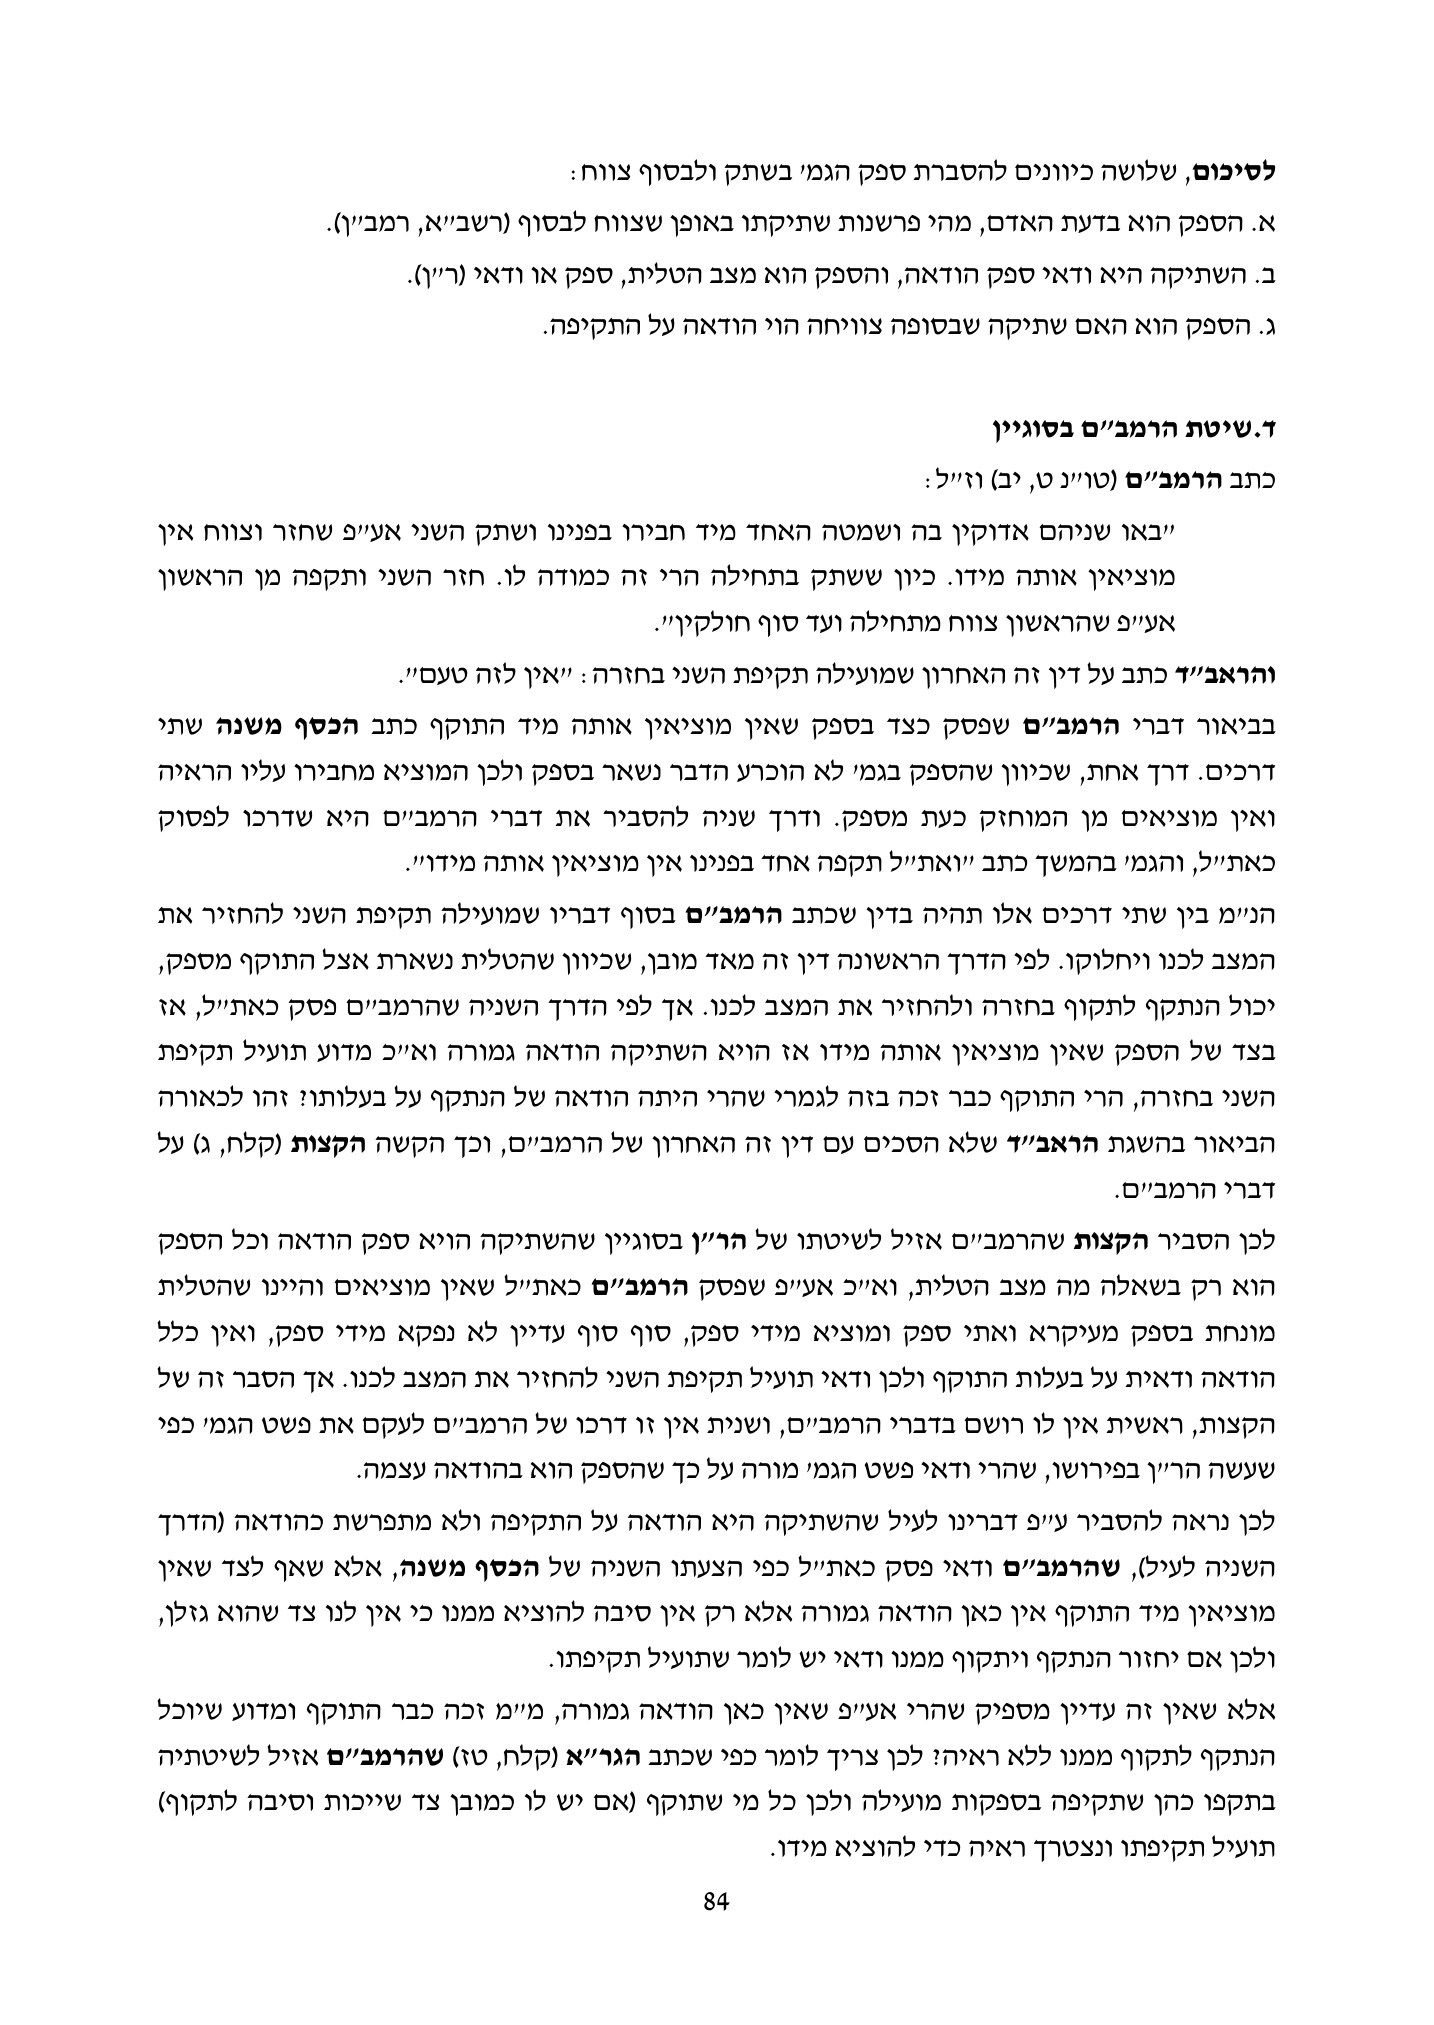 לסיכום, שלושה כיוונים להסברת ספק הגמ' בשתק ולבסוף צווח:
א. הספק הוא בדעת האדם, מהי פרשנות שתיקתו באופן שצווח לבסוף (רשב"א, רמב"ן).
ב. השתיקה היא ודאי ספק הודאה, והספק הוא מצב הטלית, ספק או ודאי (ר"ן).
ג. הספק הוא האם שתיקה שבסופה צוויחה הוי הודאה על התקיפה.
ד.שיטת הרמב"ם בסוגיין
כתב הרמב"ם (טו"נ ט, יב) וז"ל:
"באו שניהם אדוקין בה ושמטה האחד מיד חבירו בפנינו ושתק השני אע"פ שחזר וצווח אין
מוציאין אותה מידו. כיון ששתק בתחילה הרי זה כמודה לו. חזר השני ותקפה מן הראשון
אע"פ שהראשון צווח מתחילה ועד סוף חולקין".
והראב"ד כתב על דין זה האחרון שמועילה תקיפת השני בחזרה: "אין לזה טעם".
בביאור דברי הרמב"ם שפסק כצד בספק שאין מוציאין אותה מיד התוקף כתב הכסף משנה שתי
דרכים. דרך אחת, שכיוון שהספק בגמ' לא הוכרע הדבר נשאר בספק ולכן המוציא מחבירו עליו הראיה
ואין מוציאים מן המוחזק כעת מספק. ודרך שניה להסביר את דברי הרמב"ם היא שדרכו לפסוק
כאת"ל, והגמ' בהמשך כתב "ואת"ל תקפה אחד בפנינו אין מוציאין אותה מידו".
הנ"מ בין שתי דרכים אלו תהיה בדין שכתב הרמב"ם בסוף דבריו שמועילה תקיפת השני להחזיר את
המצב לכנו ויחלוקו. לפי הדרך הראשונה דין זה מאד מובן, שכיוון שהטלית נשארת אצל התוקף מספק,
יכול הנתקף לתקוף בחזרה ולהחזיר את המצב לכנו. אך לפי הדרך השניה שהרמב"ם פסק כאת"ל, אז
בצד של הספק שאין מוציאין אותה מידו אז הויא השתיקה הודאה גמורה וא"כ מדוע תועיל תקיפת
השני בחזרה, הרי התוקף כבר זכה בזה לגמרי שהרי היתה הודאה של הנתקף על בעלותו? זהו לכאורה
הביאור בהשגת הראב"ד שלא הסכים עם דין זה האחרון של הרמב"ם, וכך הקשה הקצות (קלח, ג) על
דברי הרמב"ם.
לכן הסביר הקצות שהרמב"ם אזיל לשיטתו של הר"ן בסוגיין שהשתיקה הויא ספק הודאה וכל הספק
הוא רק בשאלה מה מצב הטלית, וא"כ אע"פ שפסק הרמב"ם כאת"ל שאין מוציאים והיינו שהטלית
מונחת בספק מעיקרא ואתי ספק ומוציא מידי ספק, סוף סוף עדיין לא נפקא מידי ספק, ואין כלל
הודאה ודאית על בעלות התוקף ולכן ודאי תועיל תקיפת השני להחזיר את המצב לכנו. אך הסבר זה של
הקצות, ראשית אין לו רושם בדברי הרמב"ם, ושנית אין זו דרכו של הרמב"ם לעקם את פשט הגמ' כפי
שעשה הר"ן בפירושו, שהרי ודאי פשט הגמ' מורה על כך שהספק הוא בהודאה עצמה.
לכן נראה להסביר ע"פ דברינו לעיל שהשתיקה היא הודאה על התקיפה ולא מתפרשת כהודאה (הדרך
השניה לעיל), שהרמב"ם ודאי פסק כאת"ל כפי הצעתו השניה של הכסף משנה, אלא שאף לצד שאין
מוציאין מיד התוקף אין כאן הודאה גמורה אלא רק אין סיבה להוציא ממנו כי אין לנו צד שהוא גזלן,
ולכן אם יחזור הנתקף ויתקוף ממנו ודאי יש לומר שתועיל תקיפתו.
אלא שאין זה עדיין מספיק שהרי אע"פ שאין כאן הודאה גמורה, מ"מ זכה כבר התוקף ומדוע שיוכל
הנתקף לתקוף ממנו ללא ראיה? לכן צריך לומר כפי שכתב הגר"א (קלח, טז) שהרמב"ם אזיל לשיטתיה
בתקפו כהן שתקיפה בספקות מועילה ולכן כל מי שתוקף (אם יש לו כמובן צד שייכות וסיבה לתקוף)
תועיל תקיפתו ונצטרך ראיה כדי להוציא מידו.
84